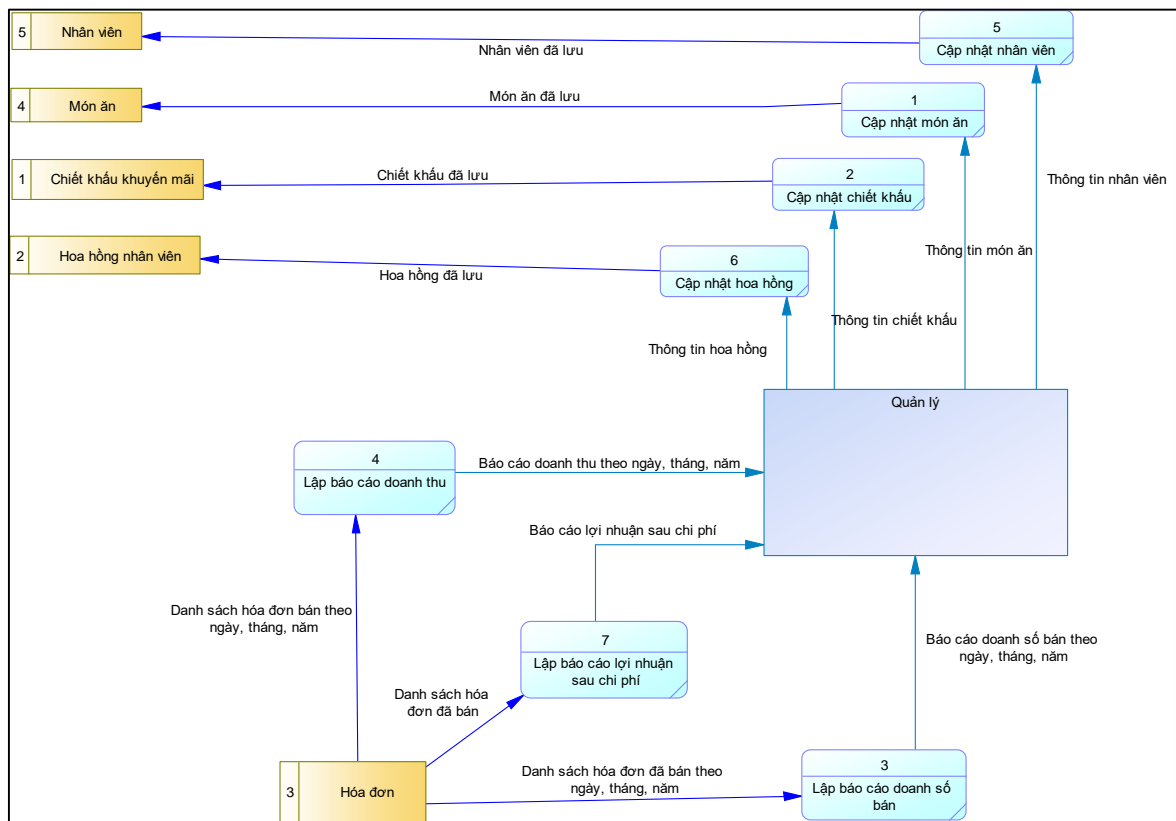 5
Nhân viên
5
Cập nhật nhân viên
Nhân viên đã lưu
4
Món ăn
Món ăn đã lưu
1
Cập nhật món ăn
1
Chiết khấu khuyến mãi
Chiết khấu đã lưu
2
Cập nhật chiết khấu
Thông tin nhân viên
2
Hoa hồng nhân viên
Hoa hồng đã lưu
6
Cập nhật hoa hồng
Thông tin món ăn
Thông tin chiết khấu
Thông tin hoa hồng
Quản lý
4
Lập báo cáo doanh thu
Báo cáo doanh thu theo ngày, tháng, năm
Báo cáo lợi nhuận sau chi phí
Danh sách hóa đơn bán theo
ngày, tháng, năm
7
Lập báo cáo lợi nhuận
sau chi phí
Báo cáo doanh số bán theo
ngày, tháng, năm
Danh sách hóa
đơn đã bán
3
Hóa đơn
Danh sách hóa đơn đã bán theo
ngày, tháng, năm
3
Lập báo cáo doanh số
bán